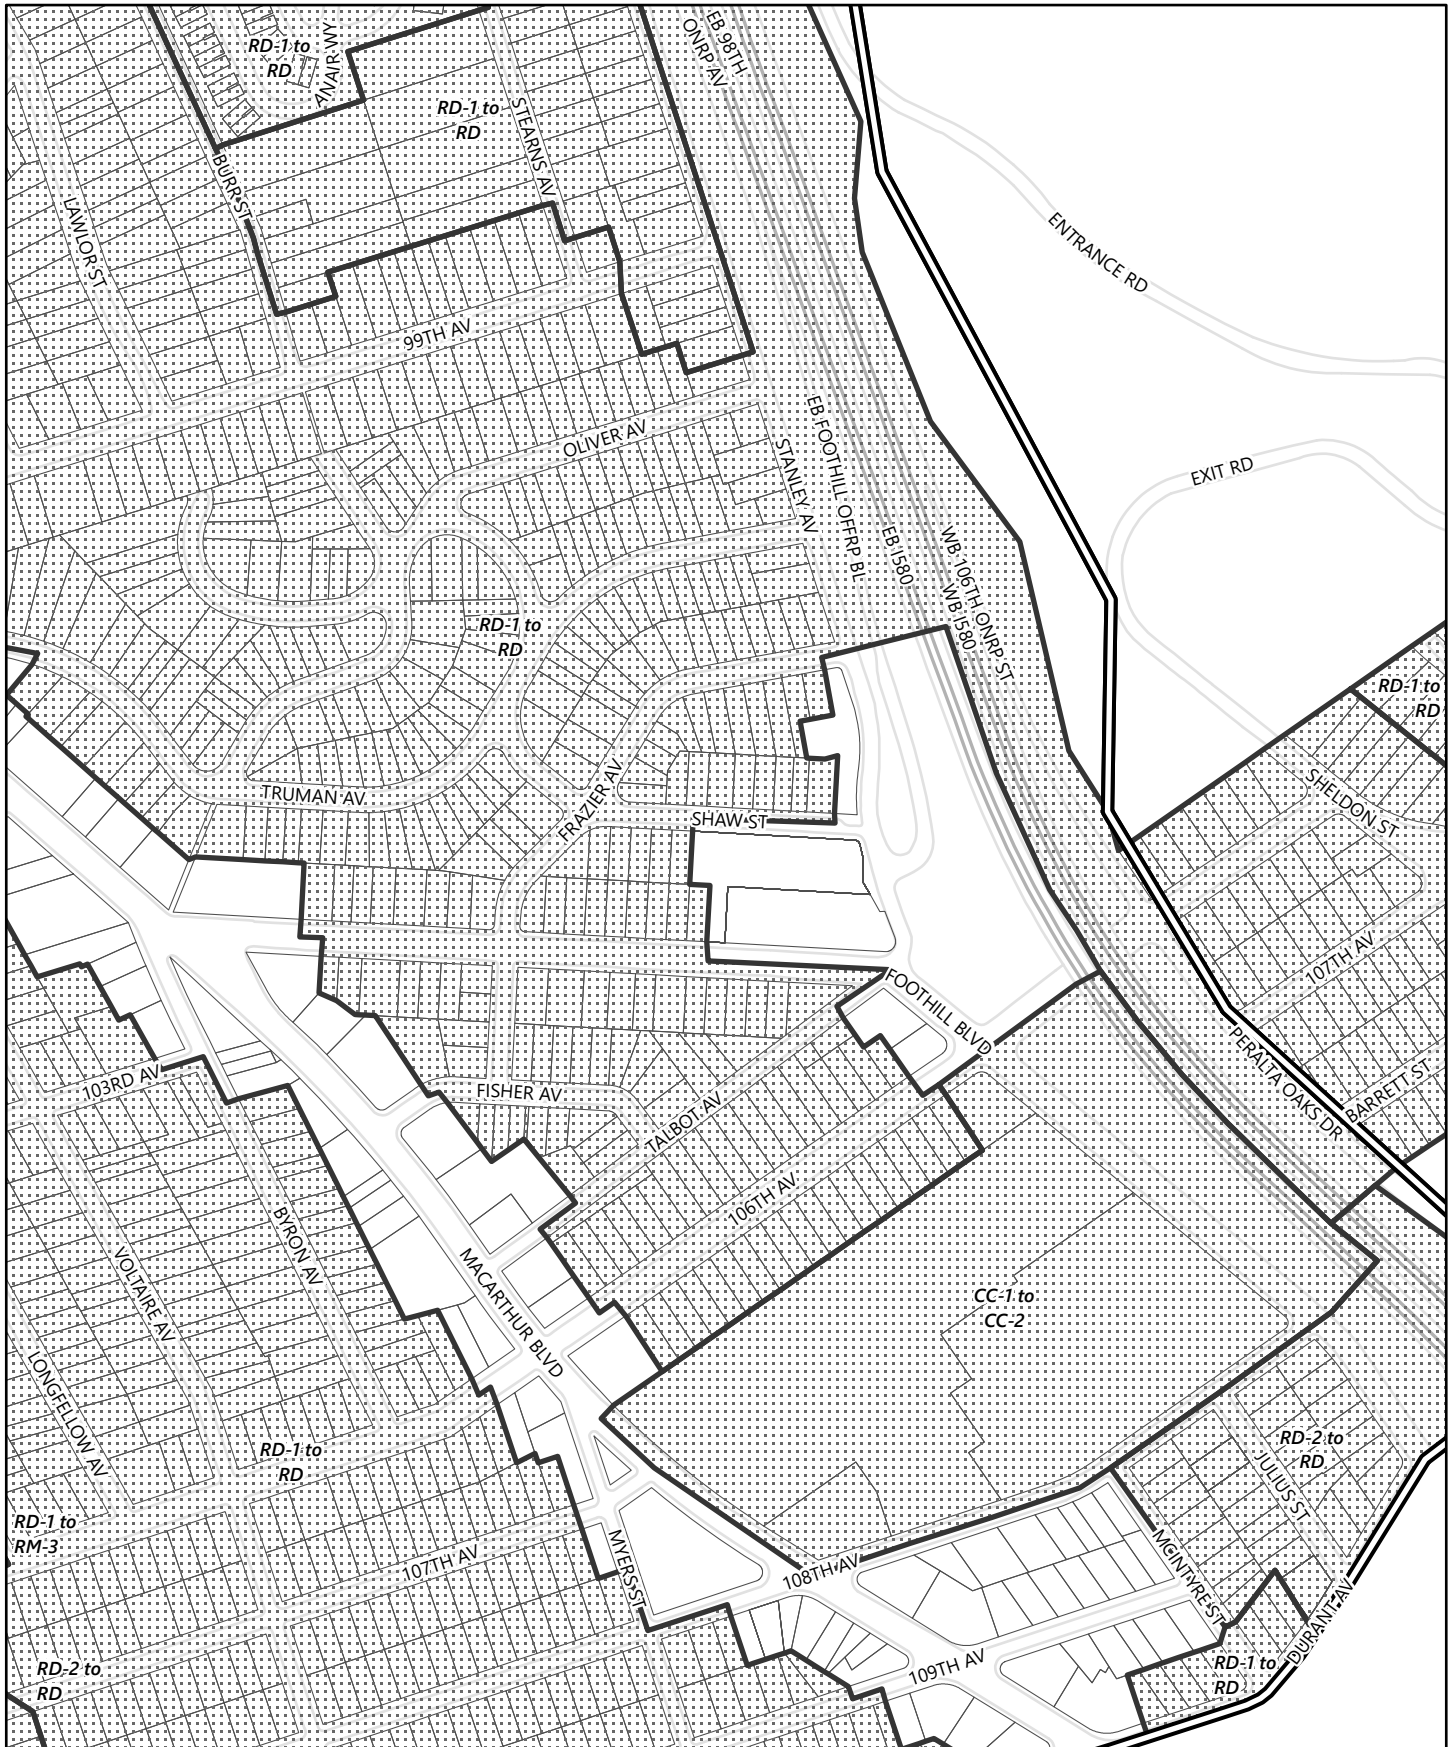 RD-1 to
RD
ANAIR WY
RD-1 to
RD
STEARNS AV
EB 98TH
ONRP AV
BURR ST
LAWLOR ST
ENTRANCE RD
99TH AV
OLIVER AV
STANLEY AV
EB FOOTHILL OFFRP BL
EB I580
WB 106TH ONRP ST
WB I580
EXIT RD
RD-1 to
RD
RD-1 to
RD
TRUMAN AV
FRAZIER AV
SHAW ST
SHELDON ST
107TH AV
FOOTHILL BLVD
PERALTA OAKS DR
BARRETT ST
103RD AV
FISHER AV
TALBOT AV
106TH AV
BYRON AV
VOLTAIRE AV
MACARTHUR BLVD
LONGFELLOW AV
CC-1 to
CC-2
RD-1 to
RD
RD-2 to
RD
JULIUS ST
RD-1 to
RM-3
107TH AV
MYERS ST
108TH AV
MCINTYRE ST
DURANT AV
109TH AV
RD-1 to
RD
RD-2 to
RD